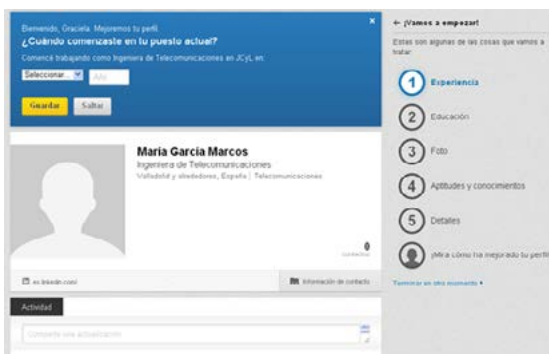 Bienvenido, Graciela. Mejoremos tu perfil.
¿Cuándo comenzaste en tu puesto actual?
Comencé trabajando como Ingeniera de Telecomunicaciones en JCyL en:
Seleccionar...
Año
Guardar
Saltar
María García Marcos
Ingeniera de Telecomunicaciones
Valladolid y alrededores, España | Telecomunicaciones
0
contactos
es.linkedin.com/
Información de contacto
Actividad
Comparte una actualización
← ¡Vamos a empezar!
Estas son algunas de las cosas que vamos a
tratar:
1 Experiencia
2 Educación
3 Foto
4 Aptitudes y conocimientos
5 Detalles
¡Mira cómo ha mejorado tu perfil!
Terminar en otro momento